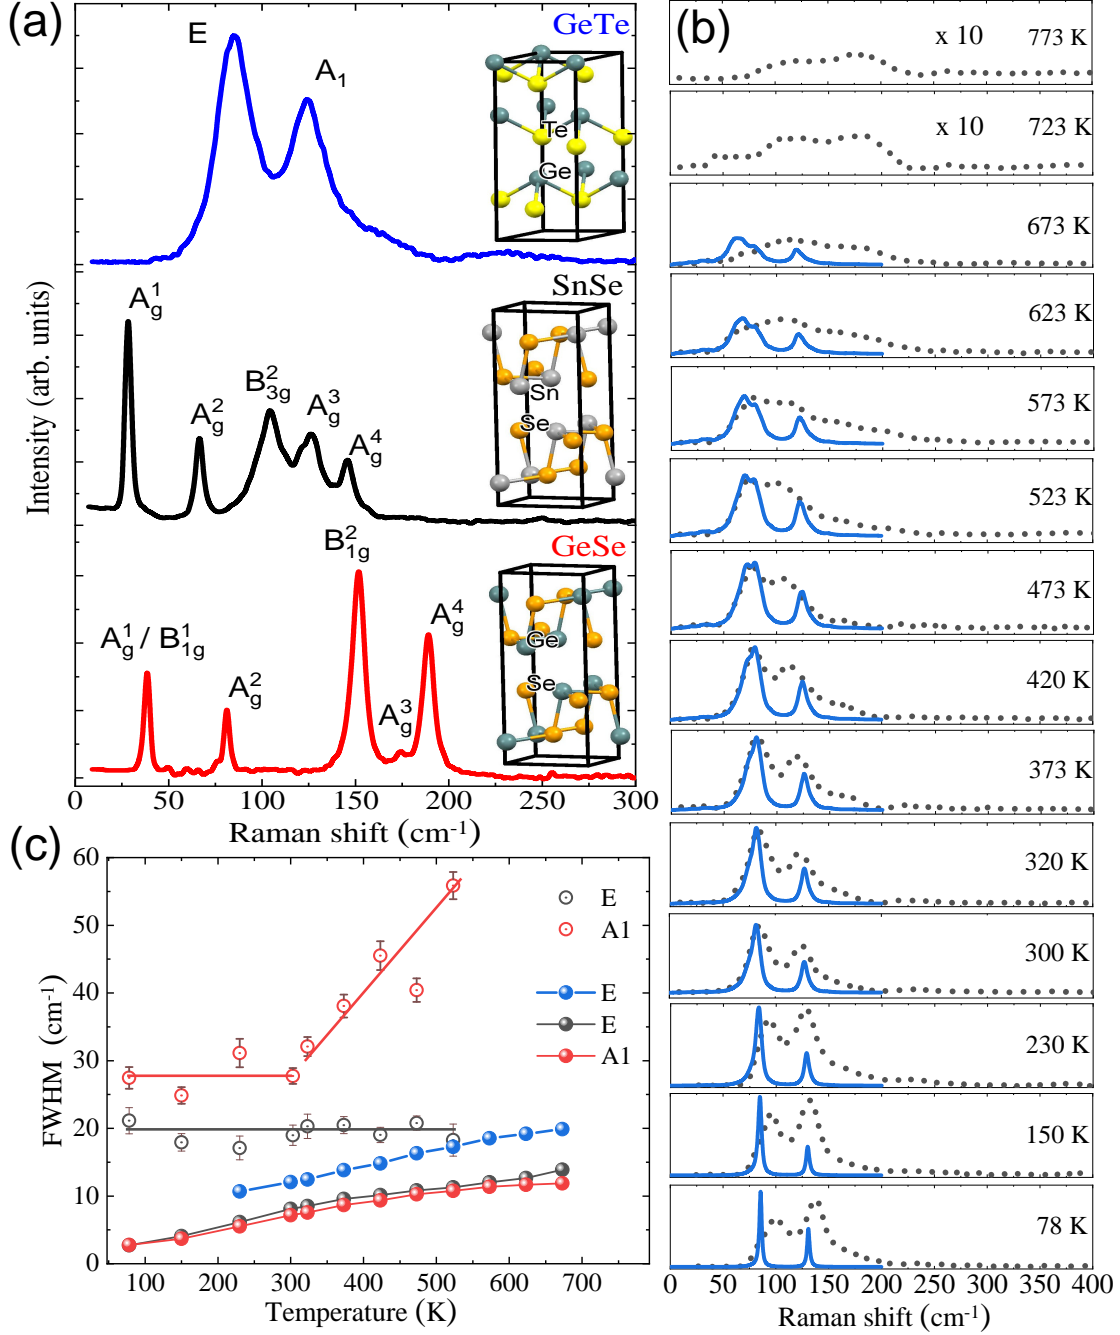 (a)
GeTe
E
A₁
Te
Ge
SnSe
A¹g
A²g
B²3g
A³g
A⁴g
Sn
Se
GeSe
A¹g / B¹1g
A²g
B²1g
A³g
A⁴g
Ge
Se
Intensity (arb. units)
0 50 100 150 200 250 300
Raman shift (cm⁻¹)
(b)
x 10 773 K
x 10 723 K
673 K
623 K
573 K
523 K
473 K
420 K
373 K
320 K
300 K
230 K
150 K
78 K
0 50 100 150 200 250 300 350 400
Raman shift (cm⁻¹)
(c)
60
50
40
30
20
10
0
FWHM (cm⁻¹)
E
A1
E
E
A1
100 200 300 400 500 600 700
Temperature (K)